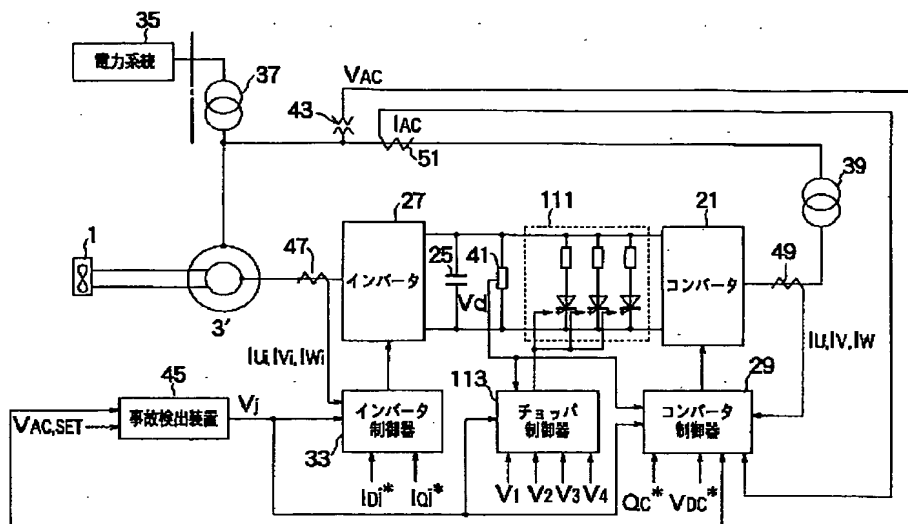 35
電力系統
37
VAC
43
IAC
51
39
27
111
21
1
47
25
41
49
インバータ
コンバータ
Vd
3'
IUi,IVi,IWi
IU,IV,IW
45
113
29
事故検出装置
Vj
インバータ
制御器
チョッパ
制御器
コンバータ
制御器
VAC,SET
33
IDi* IQi*
V1 V2 V3 V4
QC* VDC*